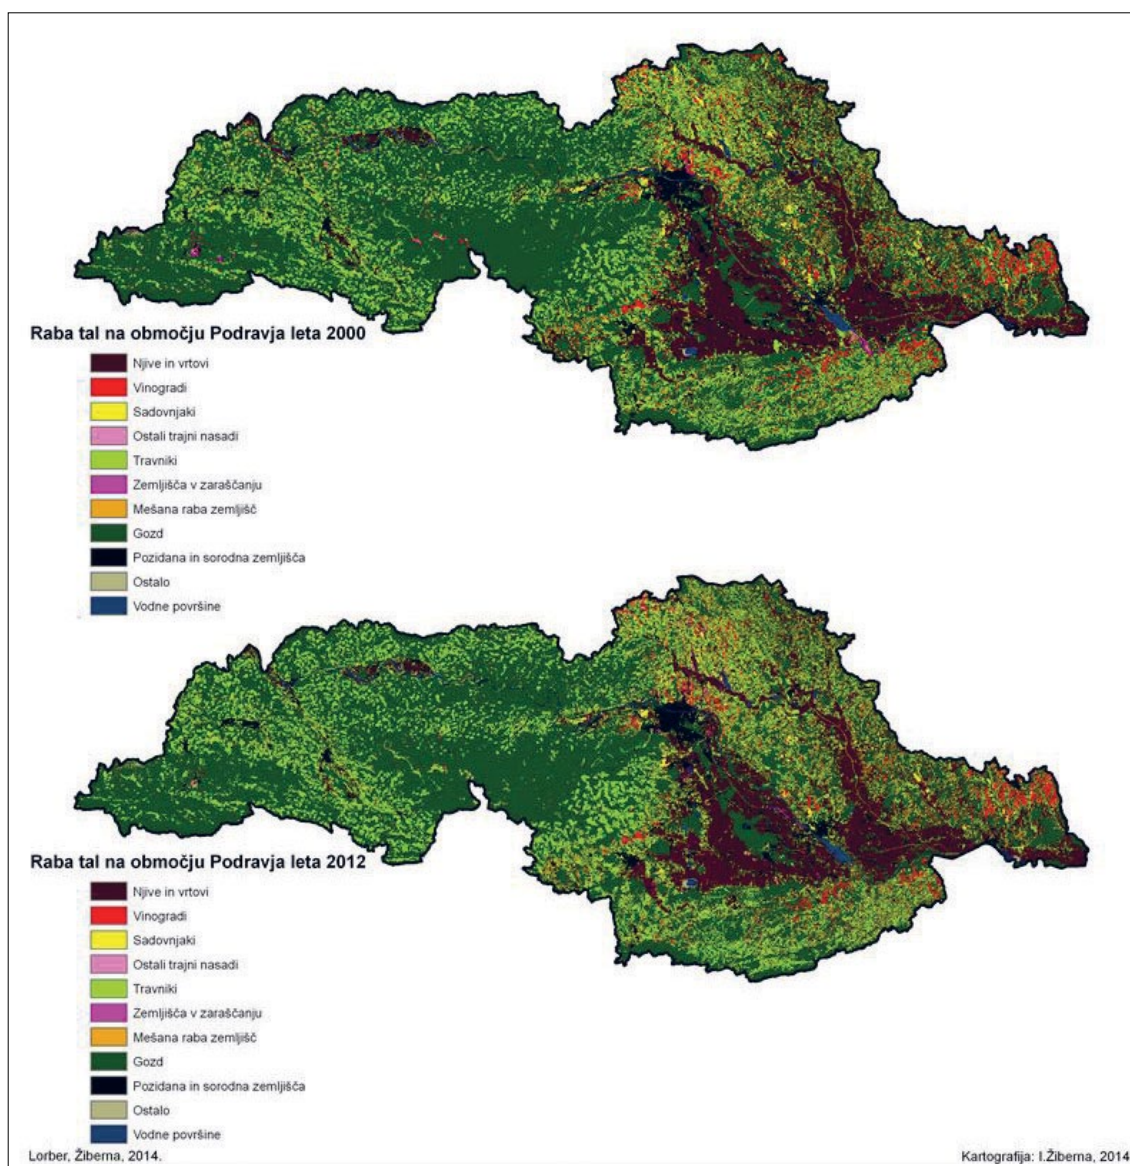 Raba tal na območju Podravja leta 2000
Njive in vrtovi
Vinogradi
Sadovnjaki
Ostali trajni nasadi
Travniki
Zemljišča v zaraščanju
Mešana raba zemljišč
Gozd
Pozidana in sorodna zemljišča
Ostalo
Vodne površine
Raba tal na območju Podravja leta 2012
Njive in vrtovi
Vinogradi
Sadovnjaki
Ostali trajni nasadi
Travniki
Zemljišča v zaraščanju
Mešana raba zemljišč
Gozd
Pozidana in sorodna zemljišča
Ostalo
Vodne površine
Lorber, Žiberna, 2014.
Kartografija: I.Žiberna, 2014